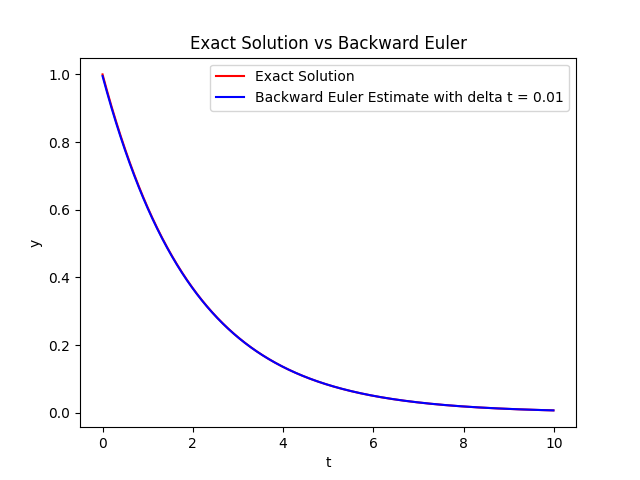 Exact Solution vs Backward Euler
Exact Solution
Backward Euler Estimate with delta t = 0.01
1.0
0.8
0.6
0.4
0.2
0.0
y
0 2 4 6 8 10
t